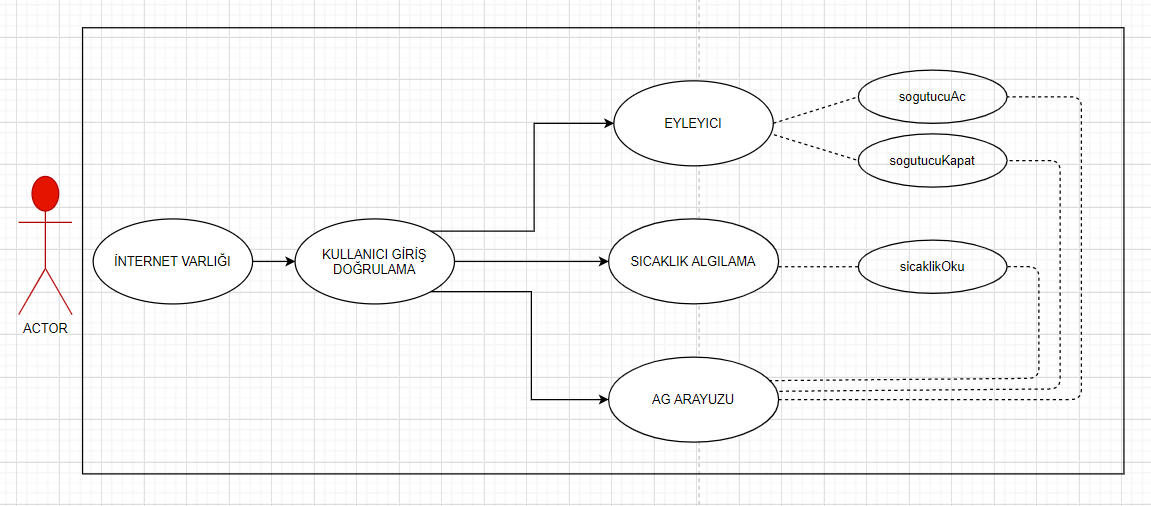 ACTOR
İNTERNET VARLIĞI
KULLANICI GİRİŞ
DOĞRULAMA
EYLEYICI
SICAKLIK ALGILAMA
AG ARAYUZU
sogutucuAc
sogutucuKapat
sicaklikOku